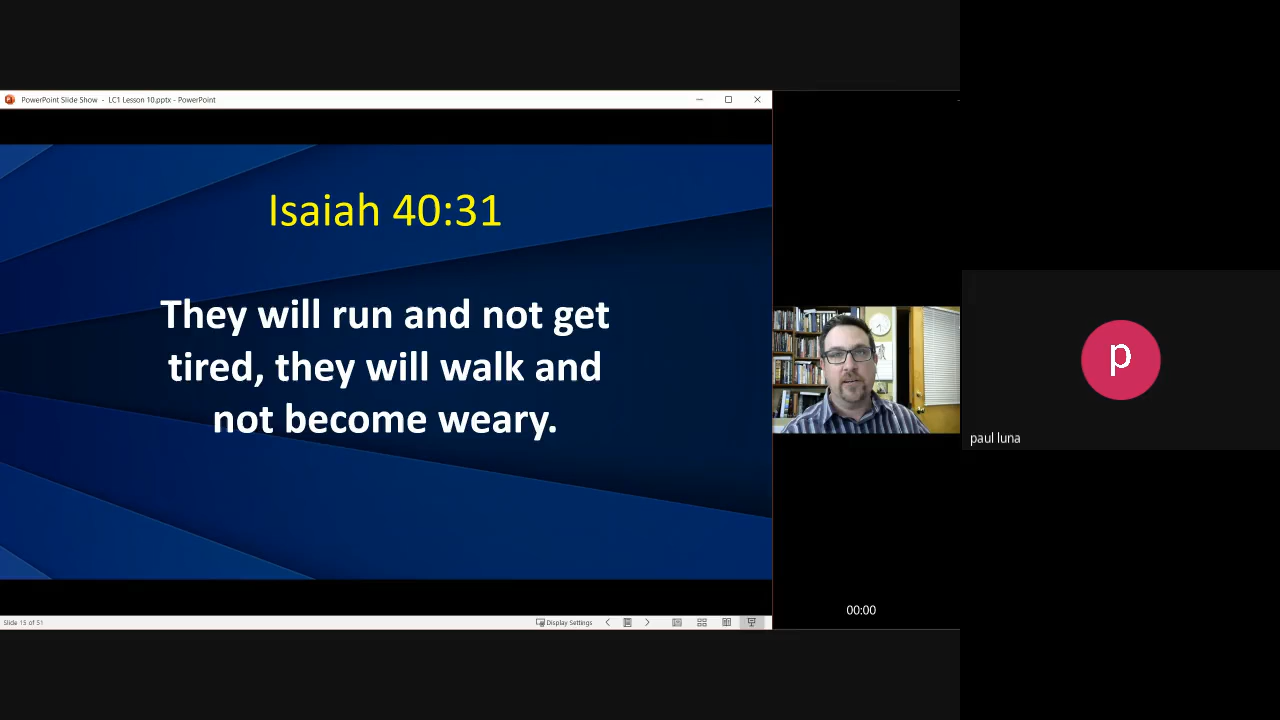 PowerPoint Slide Show - LC1 Lesson 10.pptx - PowerPoint
Isaiah 40:31
They will run and not get
tired, they will walk and
not become weary.
p
paul luna
00:00
Slide 15 of 51
Display Settings